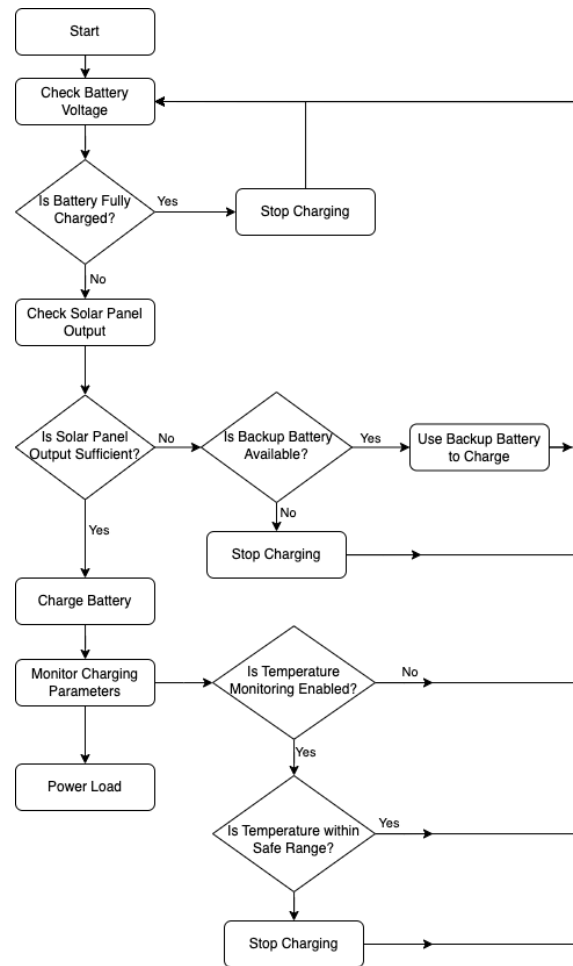 Start
Check Battery
Voltage
Is Battery Fully
Charged?
Yes
Stop Charging
No
Check Solar Panel
Output
Is Solar Panel
Output Sufficient?
No
Is Backup Battery
Available?
Yes
Use Backup Battery
to Charge
Yes
No
Stop Charging
Charge Battery
Monitor Charging
Parameters
Is Temperature
Monitoring Enabled?
No
Yes
Power Load
Is Temperature within
Safe Range?
Yes
Stop Charging